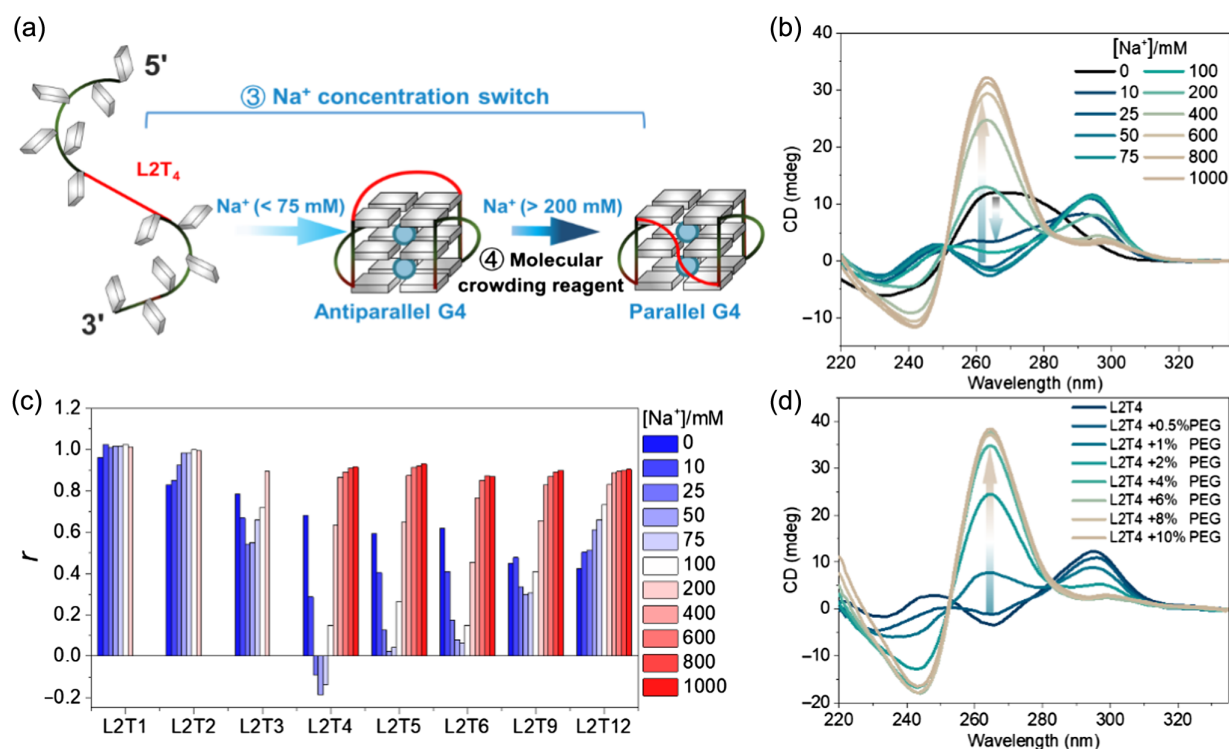 (a)
5'
③ Na⁺ concentration switch
L2T₄
Na⁺ (< 75 mM)
Na⁺ (> 200 mM)
④ Molecular
crowding reagent
3'
Antiparallel G4
Parallel G4
(b)
40
30
20
10
0
−10
CD (mdeg)
[Na⁺]/mM
0 100
10 200
25 400
50 600
75 800
1000
220 240 260 280 300 320
Wavelength (nm)
(c)
1.2
1.0
0.8
0.6
0.4
0.2
0.0
−0.2
r
[Na⁺]/mM
0
10
25
50
75
100
200
400
600
800
1000
L2T1 L2T2 L2T3 L2T4 L2T5 L2T6 L2T9 L2T12
(d)
40
30
20
10
0
−10
−20
CD (mdeg)
L2T4
L2T4 +0.5%PEG
L2T4 +1% PEG
L2T4 +2% PEG
L2T4 +4% PEG
L2T4 +6% PEG
L2T4 +8% PEG
L2T4 +10% PEG
220 240 260 280 300 320
Wavelength (nm)